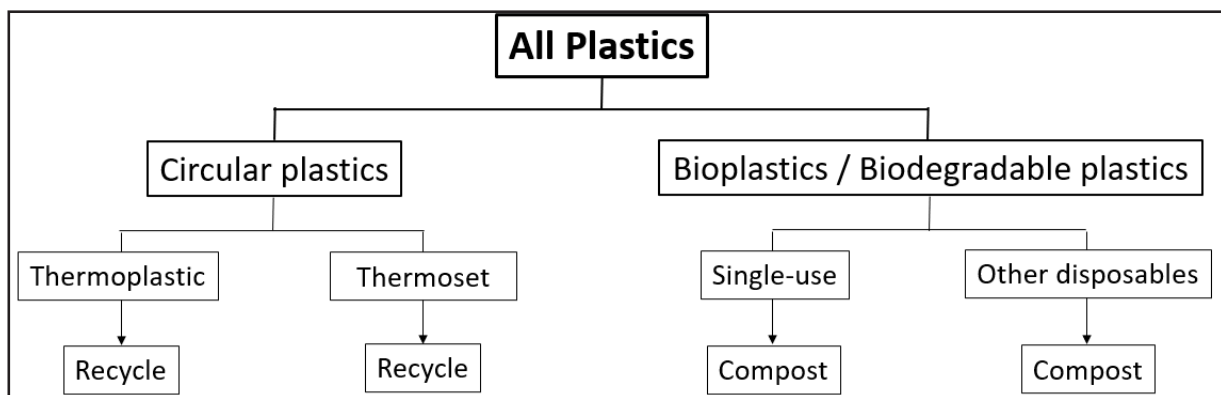 All Plastics
Circular plastics
Bioplastics / Biodegradable plastics
Thermoplastic
Thermoset
Single-use
Other disposables
Recycle
Recycle
Compost
Compost